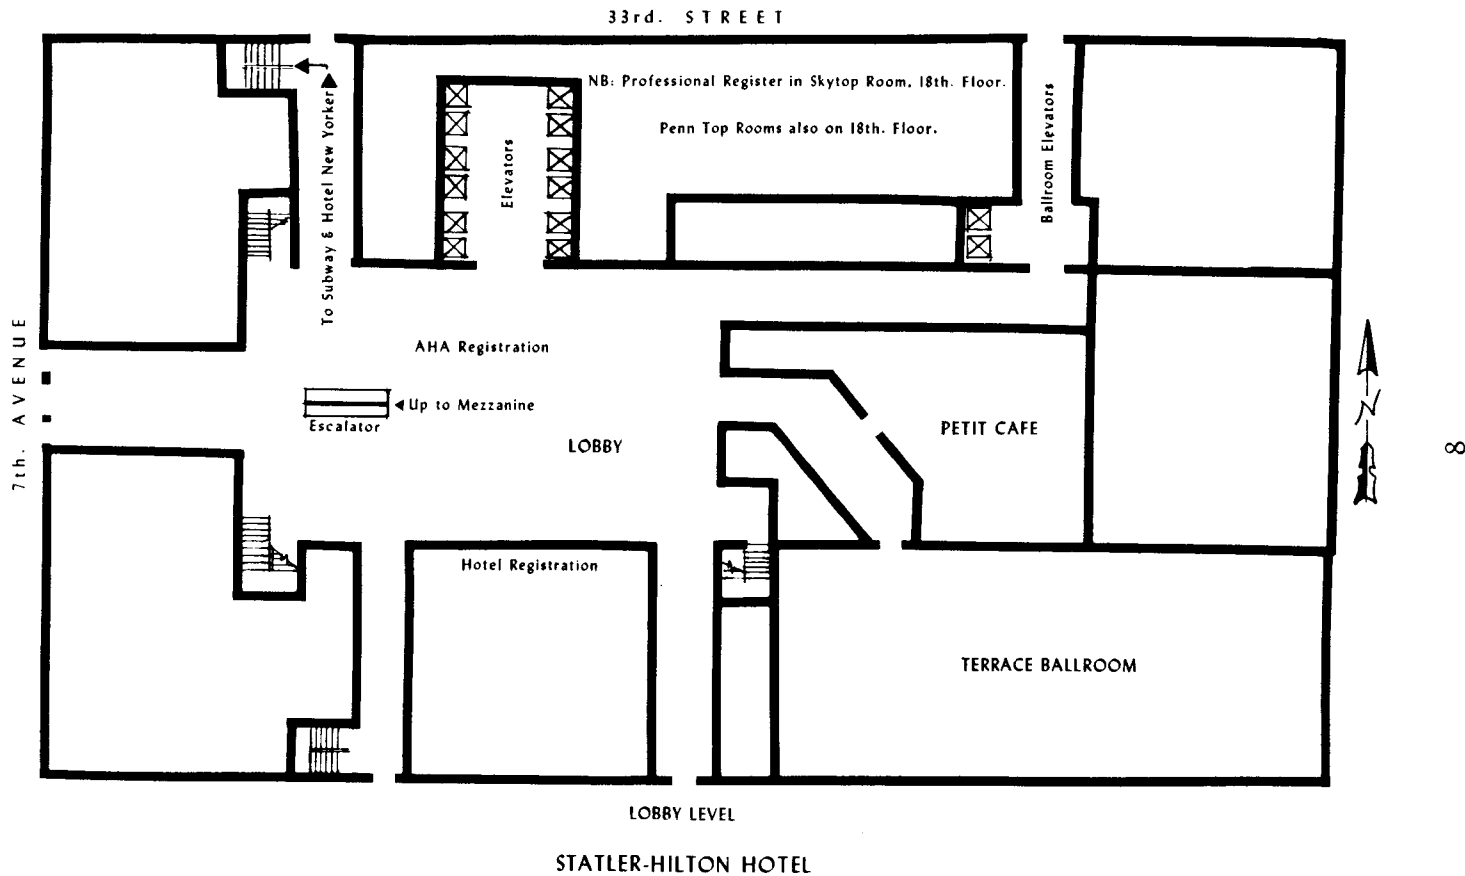 33rd. STREET
NB: Professional Register in Skytop Room, 18th. Floor.
Penn Top Rooms also on 18th. Floor.
To Subway & Hotel New Yorker
Elevators
Ballroom Elevators
7th. AVENUE
AHA Registration
Up to Mezzanine
Escalator
LOBBY
PETIT CAFE
N
8
Hotel Registration
TERRACE BALLROOM
LOBBY LEVEL
STATLER-HILTON HOTEL